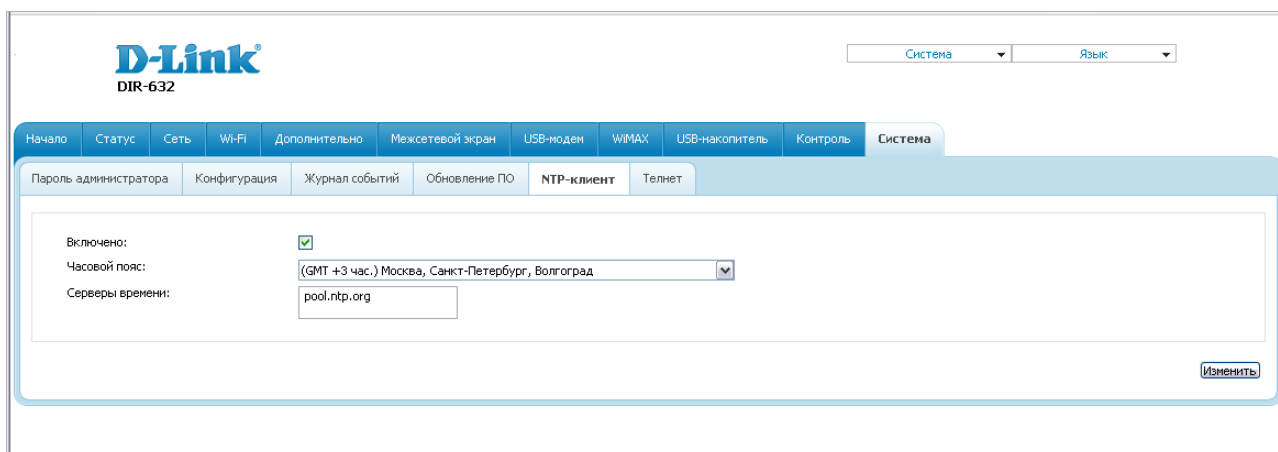 D-Link®
DIR-632
Система Язык
Начало Статус Сеть Wi-Fi Дополнительно Межсетевой экран USB-модем WiMAX USB-накопитель Контроль Система
Пароль администратора Конфигурация Журнал событий Обновление ПО NTP-клиент Телнет
Включено:
Часовой пояс: (GMT +3 час.) Москва, Санкт-Петербург, Волгоград
Серверы времени: pool.ntp.org
Изменить